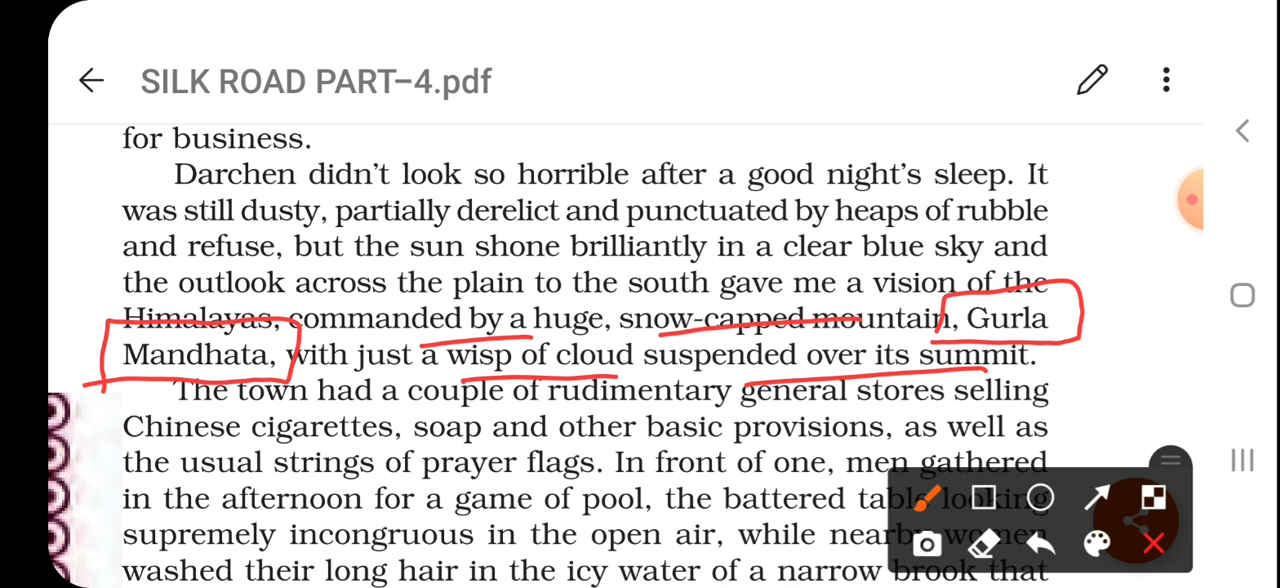 SILK ROAD PART–4.pdf
for business.
Darchen didn't look so horrible after a good night's sleep. It
was still dusty, partially derelict and punctuated by heaps of rubble
and refuse, but the sun shone brilliantly in a clear blue sky and
the outlook across the plain to the south gave me a vision of the
Himalayas, commanded by a huge, snow-capped mountain, Gurla
Mandhata, with just a wisp of cloud suspended over its summit.
The town had a couple of rudimentary general stores selling
Chinese cigarettes, soap and other basic provisions, as well as
the usual strings of prayer flags. In front of one, men gathered
in the afternoon for a game of pool, the battered table looking
supremely incongruous in the open air, while nearby women
washed their long hair in the icy water of a narrow brook that